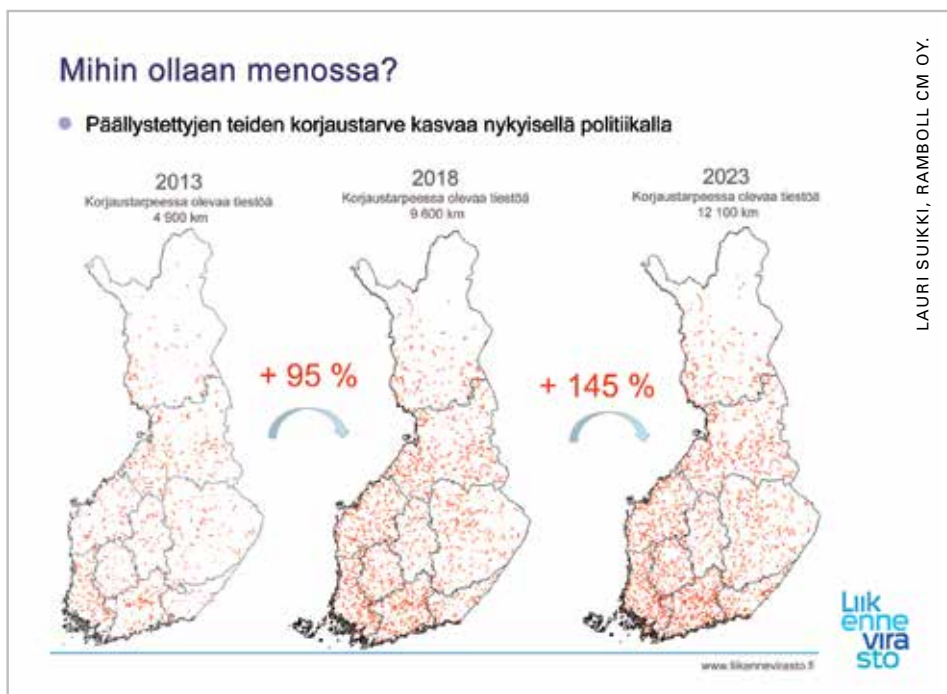 Mihin ollaan menossa?
Päällystettyjen teiden korjaustarve kasvaa nykyisellä politiikalla
2013
Korjaustarpeessa olevaa tiestöä
4 900 km
2018
Korjaustarpeessa olevaa tiestöä
9 600 km
2023
Korjaustarpeessa olevaa tiestöä
12 100 km
+ 95 %
+ 145 %
LAURI SUIKKI, RAMBOLL CM OY.
Liik
enne
vira
sto
www.liikennevirasto.fi